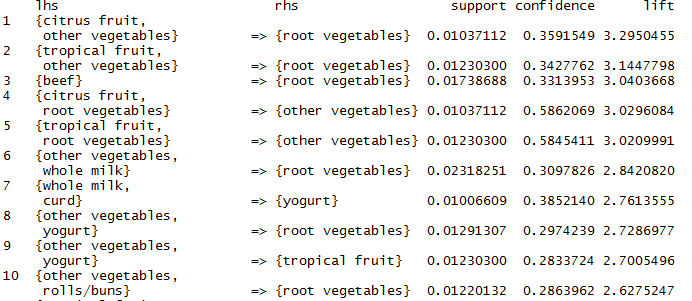 lhs rhs support confidence lift
1 {citrus fruit,
other vegetables} => {root vegetables} 0.01037112 0.3591549 3.2950455
2 {tropical fruit,
other vegetables} => {root vegetables} 0.01230300 0.3427762 3.1447798
3 {beef} => {root vegetables} 0.01738688 0.3313953 3.0403668
4 {citrus fruit,
root vegetables} => {other vegetables} 0.01037112 0.5862069 3.0296084
5 {tropical fruit,
root vegetables} => {other vegetables} 0.01230300 0.5845411 3.0209991
6 {other vegetables,
whole milk} => {root vegetables} 0.02318251 0.3097826 2.8420820
7 {whole milk,
curd} => {yogurt} 0.01006609 0.3852140 2.7613555
8 {other vegetables,
yogurt} => {root vegetables} 0.01291307 0.2974239 2.7286977
9 {other vegetables,
yogurt} => {tropical fruit} 0.01230300 0.2833724 2.7005496
10 {other vegetables,
rolls/buns} => {root vegetables} 0.01220132 0.2863962 2.6275247